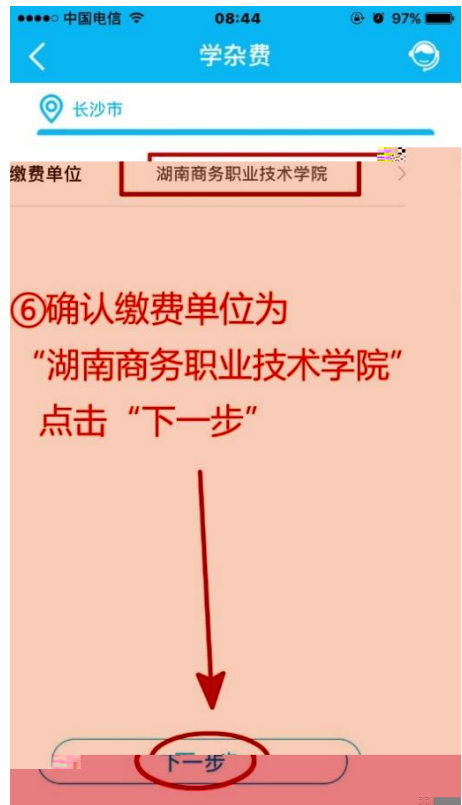 中国电信 08:44 97%
学杂费
长沙市
缴费单位 湖南商务职业技术学院
⑥确认缴费单位为
“湖南商务职业技术学院”
点击“下一步”
下一步